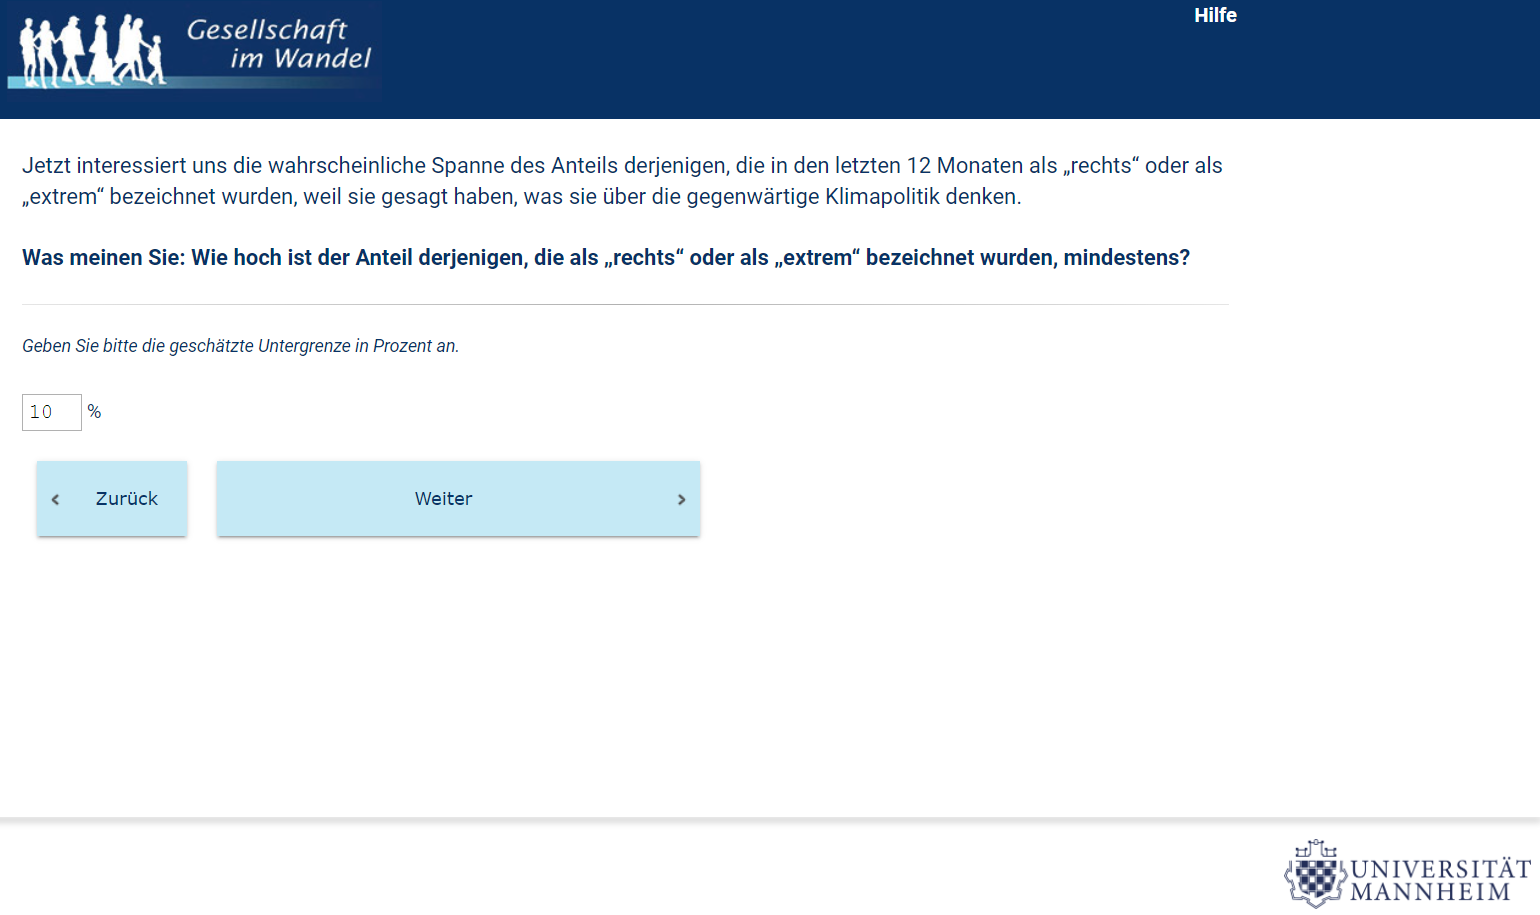 Gesellschaft
im Wandel
Hilfe
Jetzt interessiert uns die wahrscheinliche Spanne des Anteils derjenigen, die in den letzten 12 Monaten als „rechts“ oder als
„extrem“ bezeichnet wurden, weil sie gesagt haben, was sie über die gegenwärtige Klimapolitik denken.
Was meinen Sie: Wie hoch ist der Anteil derjenigen, die als „rechts“ oder als „extrem“ bezeichnet wurden, mindestens?
Geben Sie bitte die geschätzte Untergrenze in Prozent an.
10 %
Zurück
Weiter
UNIVERSITÄT
MANNHEIM